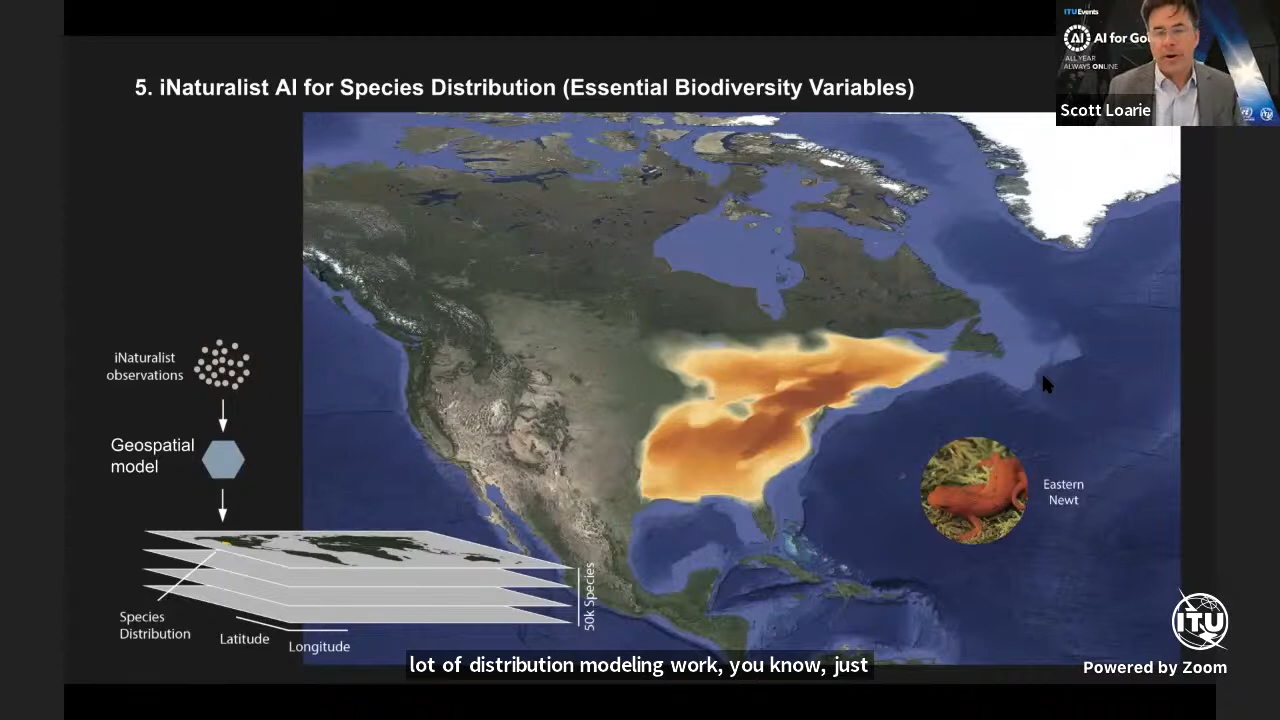 5. iNaturalist AI for Species Distribution (Essential Biodiversity Variables)
ITUEvents
AI
AI for Go
ALL YEAR
ALWAYS ONLINE
Scott Loarie
iNaturalist
observations
Geospatial
model
Species
Distribution
Latitude
Longitude
50k Species
Eastern
Newt
lot of distribution modeling work, you know, just
ITU
Powered by Zoom